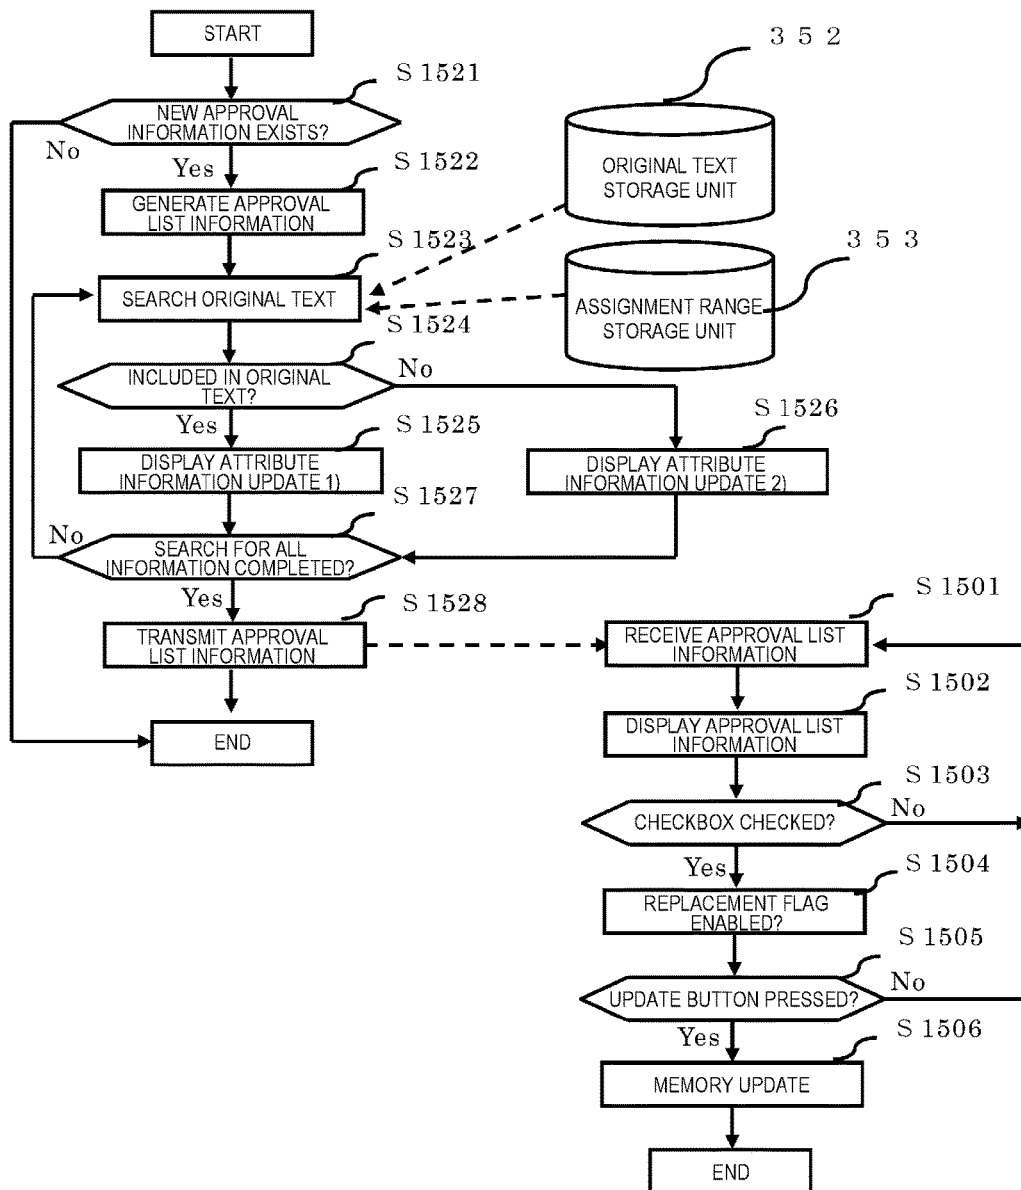 START
S 1521
NEW APPROVAL
INFORMATION EXISTS?
No
Yes
S 1522
GENERATE APPROVAL
LIST INFORMATION
S 1523
SEARCH ORIGINAL TEXT
S 1524
INCLUDED IN ORIGINAL
TEXT?
No
Yes
S 1525
DISPLAY ATTRIBUTE
INFORMATION UPDATE 1)
S 1526
DISPLAY ATTRIBUTE
INFORMATION UPDATE 2)
S 1527
No
SEARCH FOR ALL
INFORMATION COMPLETED?
Yes
S 1528
TRANSMIT APPROVAL
LIST INFORMATION
END
3 5 2
ORIGINAL TEXT
STORAGE UNIT
3 5 3
ASSIGNMENT RANGE
STORAGE UNIT
S 1501
RECEIVE APPROVAL LIST
INFORMATION
S 1502
DISPLAY APPROVAL LIST
INFORMATION
S 1503
CHECKBOX CHECKED?
No
Yes
S 1504
REPLACEMENT FLAG
ENABLED?
S 1505
UPDATE BUTTON PRESSED?
No
Yes
S 1506
MEMORY UPDATE
END